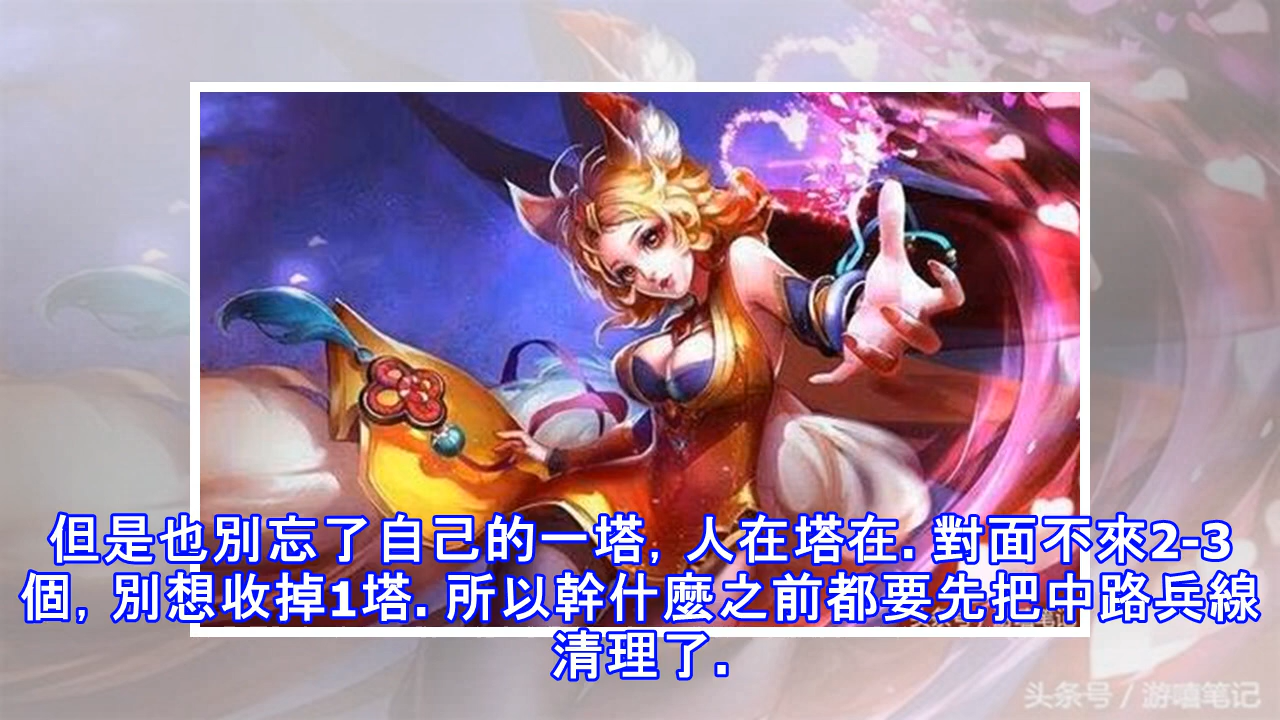 但是也別忘了自己的一塔, 人在塔在. 對面不來2-3
個, 別想收掉1塔. 所以幹什麼之前都要先把中路兵線
清理了.
头条号 / 游嘻笔记